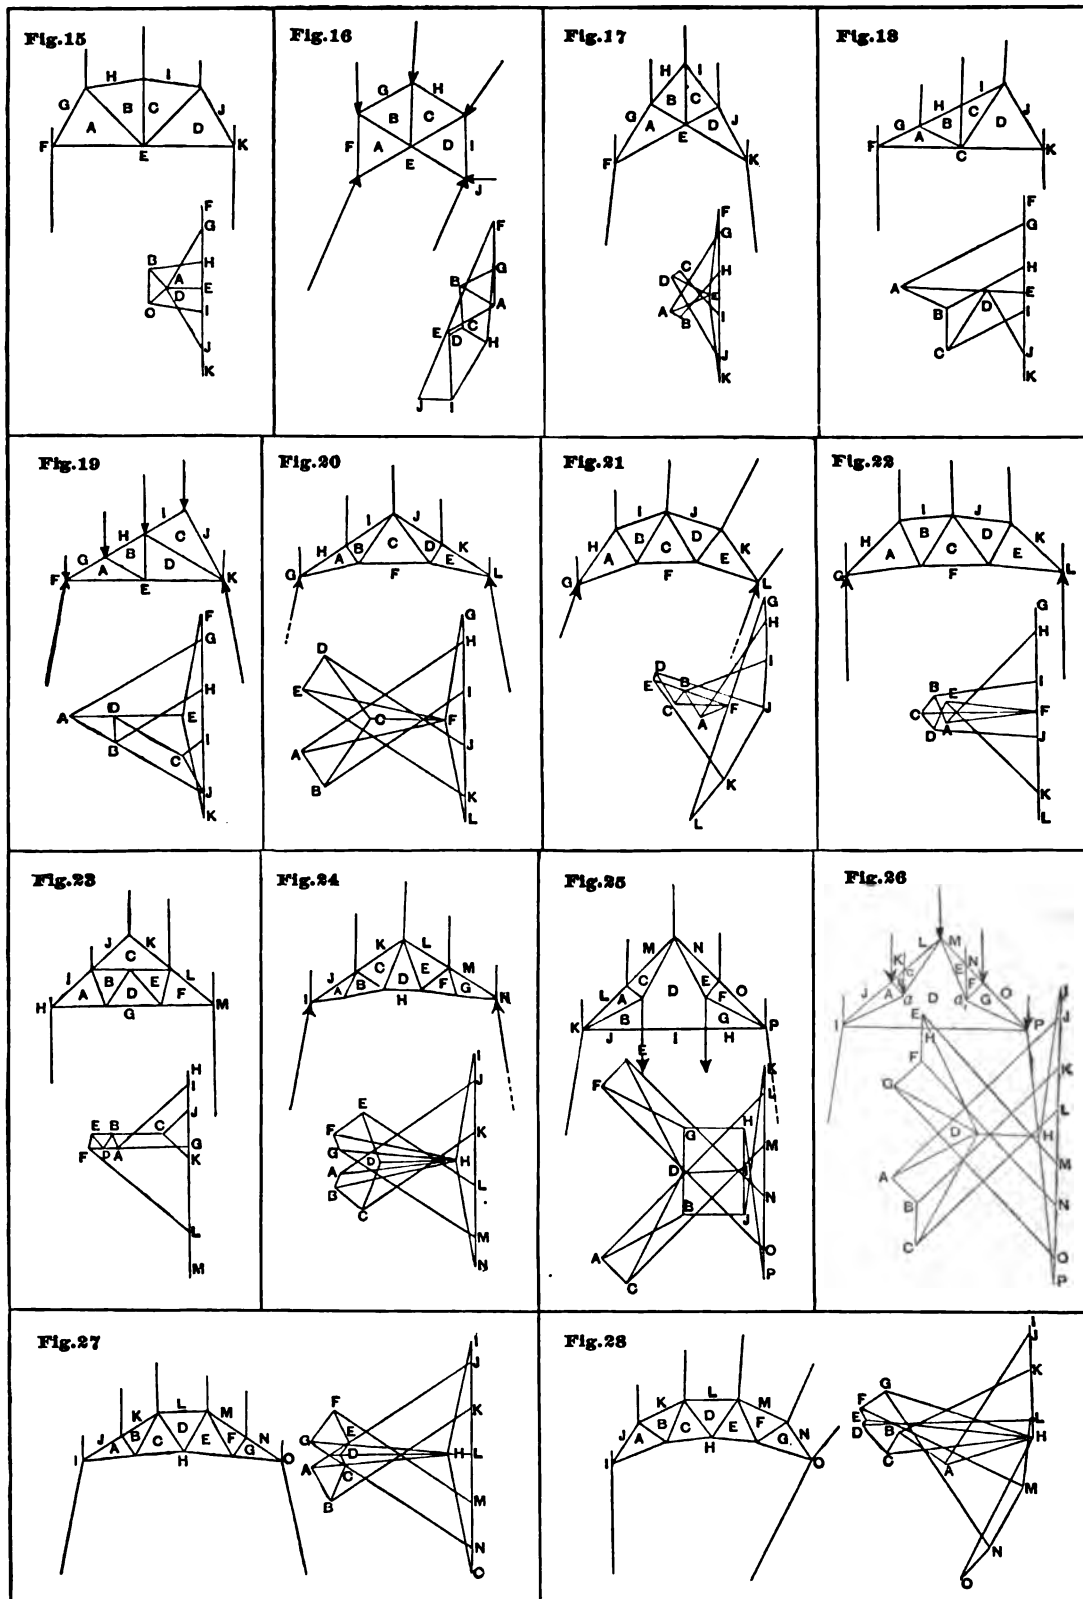 Fig.15
H I
G B C J
A D
F E K
F
G
B H
A E
D
O I
J
K
Fig.16
G H
B C
F A D I
E
J
F
G
B
A
E C
D H
J I
Fig.17
H I
B C
G A E D J
F K
F
G
C H
D E
A B I
J
K
Fig.18
I
H C J
G B D
A
F C K
F
G
H
A E
B D I
C J
K
Fig.19
I
H C J
G B
A D
F E K
F
G
H
A D E
B I
C
J
K
Fig.20
I J
H C D K
A B E
G F L
G
H
D
E I
C F
A J
B K
L
Fig.21
I J
H B D K
A C E
G F L
G
H
D I
E B
C F J
A
K
L
Fig.22
I J
H B D K
A C E
G F L
G
H
B E I
C F
D A J
K
L
Fig.23
J K
C
I B E L
A D F
H G M
H
I
J
E B C
F D A G
K
L
M
Fig.24
K L
J C E M
A B D F G
I H N
I
J
E
F K
G D H
A
B L
C
M
N
Fig.25
M N
L C E O
A D F
B G
K J I H P
E K
F L
G H
M
D I
N
B J
A O
C P
Fig.26
L M
K C E N
J A a D a F G O
I P
E I
H J
F
G K
L
D H
A M
B N
C O
P
Fig.27
L
K D M
J B C E F N
A G
I H O
I
J
F K
E
G D H L
A C
B M
N
O
Fig.28
L
K D M
J B C E F
A G N
I H O
I
J
K
G
F
E L
D B H
C A
M
N
O